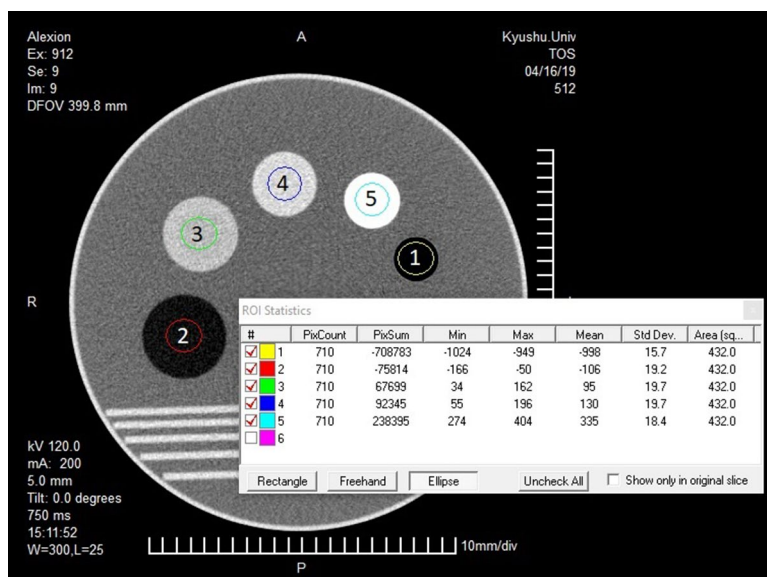 Alexion
Ex: 912
Se: 9
Im: 9
DFOV 399.8 mm
A
Kyushu.Univ
TOS
04/16/19
512
4
5
3
1
2
R
ROI Statistics
# PixCount PixSum Min Max Mean Std Dev. Area (sq...
1 710 -708783 -1024 -949 -998 15.7 432.0
2 710 -75814 -166 -50 -106 19.2 432.0
3 710 67699 34 162 95 19.7 432.0
4 710 92345 55 196 130 19.7 432.0
5 710 238395 274 404 335 18.4 432.0
6
Rectangle Freehand Ellipse Uncheck All Show only in original slice
kV 120.0
mA: 200
5.0 mm
Tilt: 0.0 degrees
750 ms
15:11:52
W=300,L=25
10mm/div
P